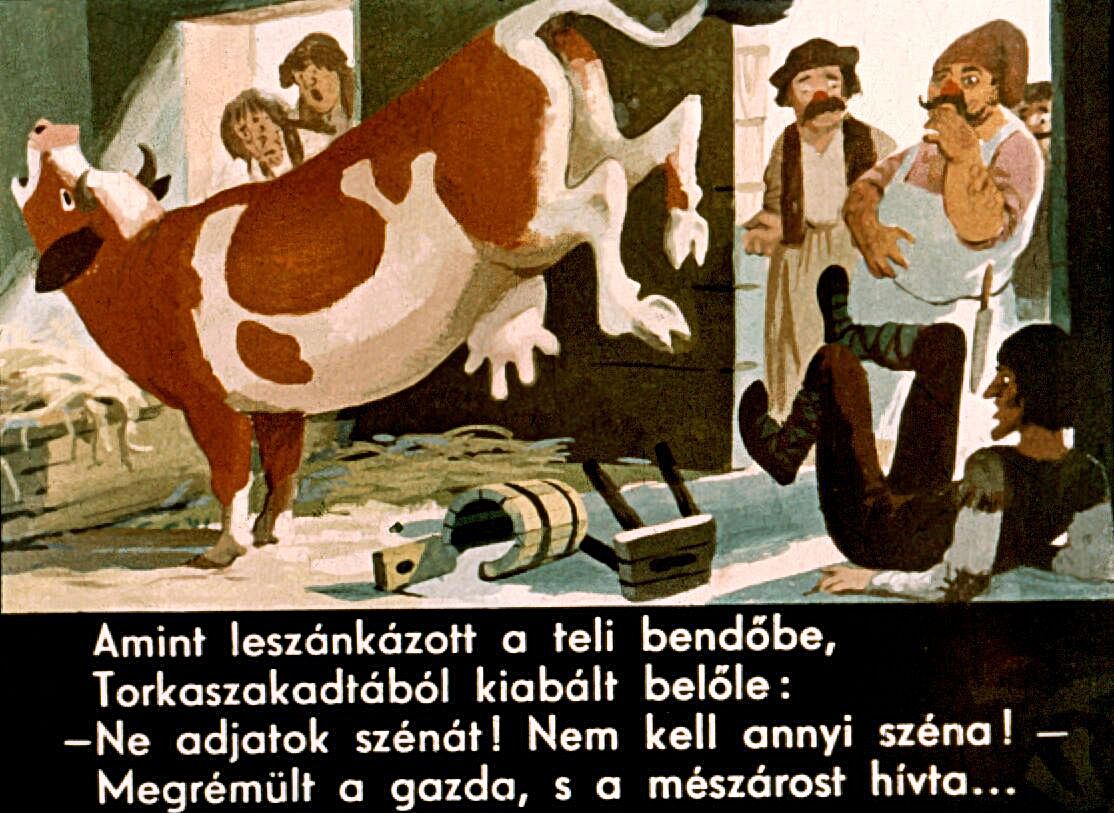 Amint leszánkázott a teli bendőbe,
Torkaszakadtából kiabált belőle:
–Ne adjatok szénát! Nem kell annyi széna! –
Megrémült a gazda, s a mészárost hívta...